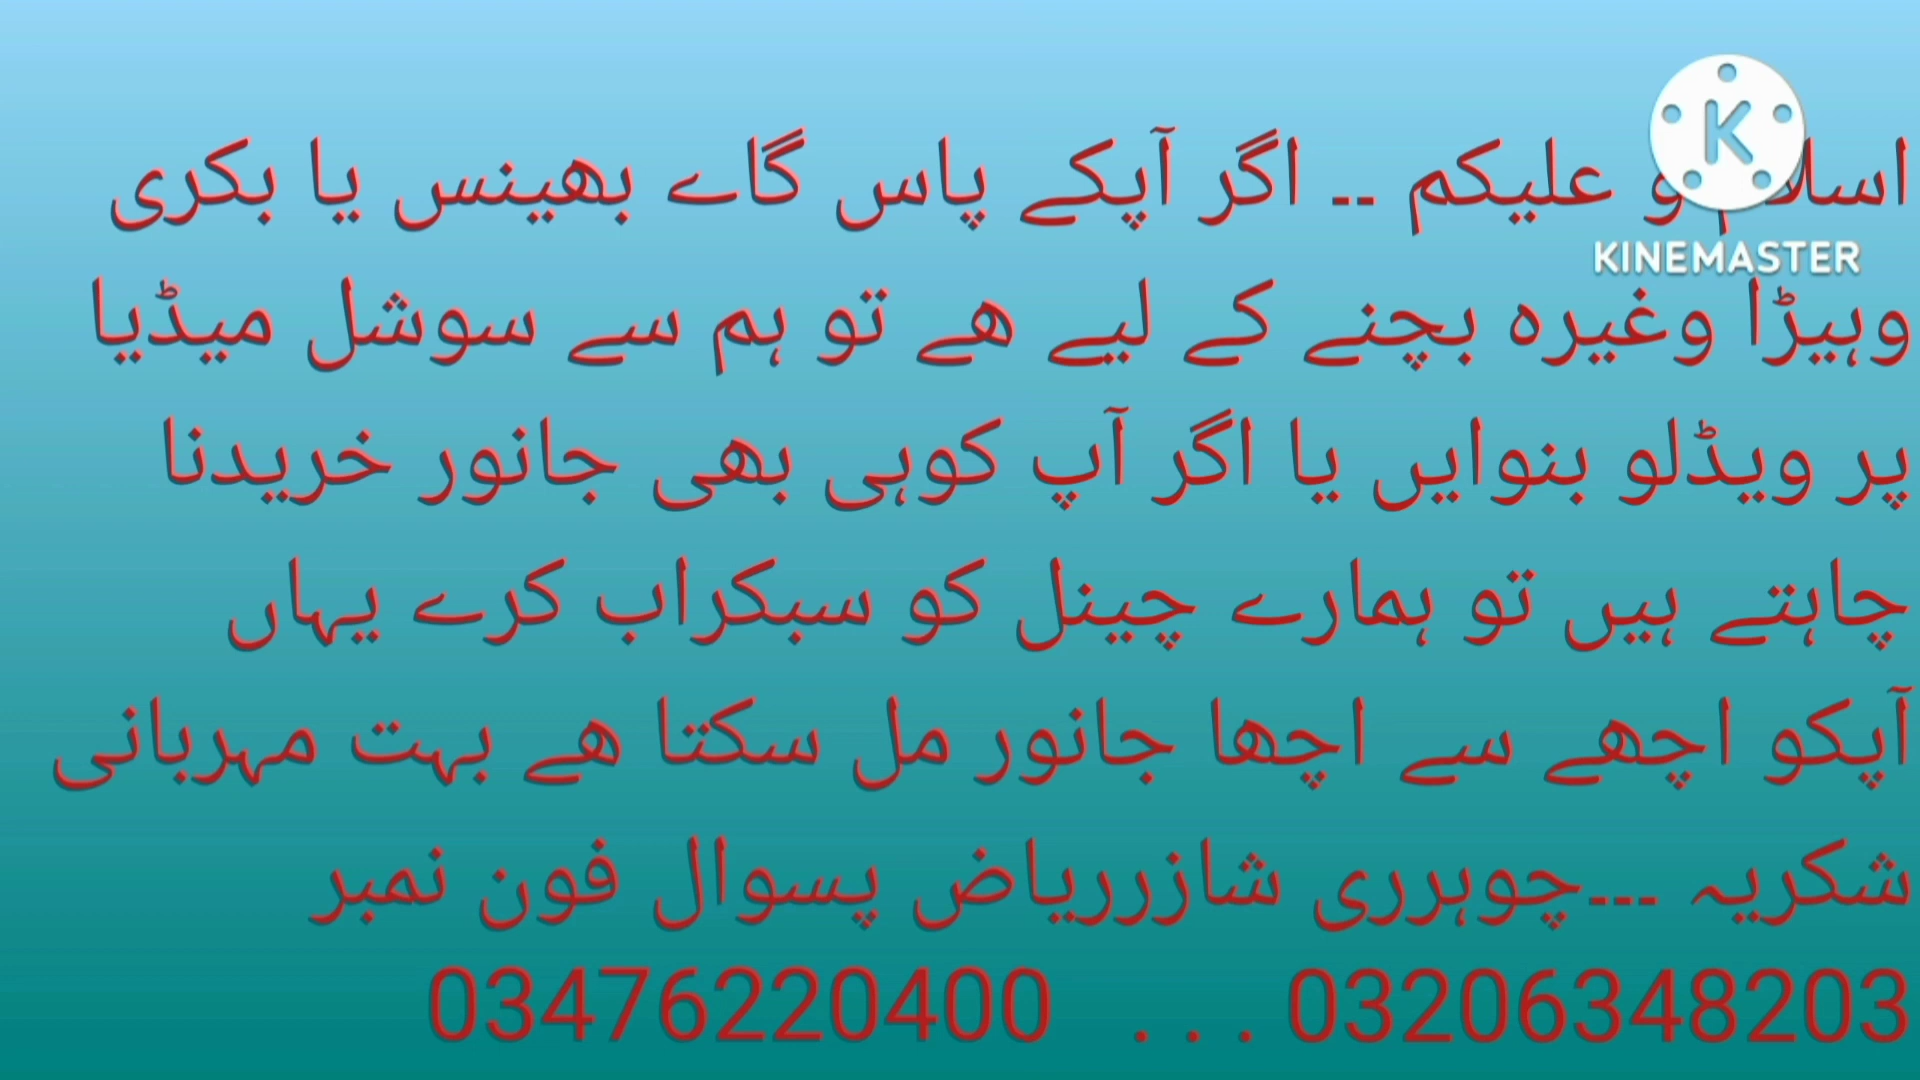 اسلام و علیکم -- اگر آپکے پاس گاے بھینس یا بکری
وہیڑا وغیرہ بچنے کے لیے ھے تو ہم سے سوشل میڈیا
پر ویڈلو بنوایں یا اگر آپ کوہی بھی جانور خریدنا
چاہتے ہیں تو ہمارے چینل کو سبکراب کرے یہاں
آپکو اچھے سے اچھا جانور مل سکتا ھے بہت مہربانی
شکریہ ---چوہرری شازرریاض پسوال فون نمبر
03206348203 . . . 03476220400
KINEMASTER